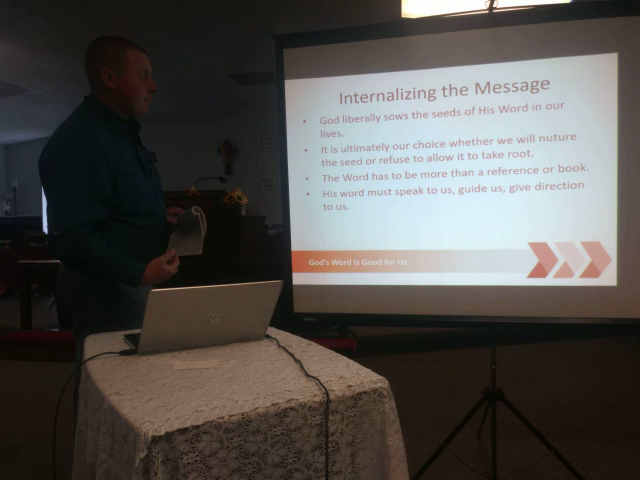 Internalizing the Message
• God liberally sows the seeds of His Word in our
lives.
• It is ultimately our choice whether we will nuture
the seed or refuse to allow it to take root.
• The Word has to be more than a reference or book.
• His word must speak to us, guide us, give direction
to us.
God's Word Is Good for Us